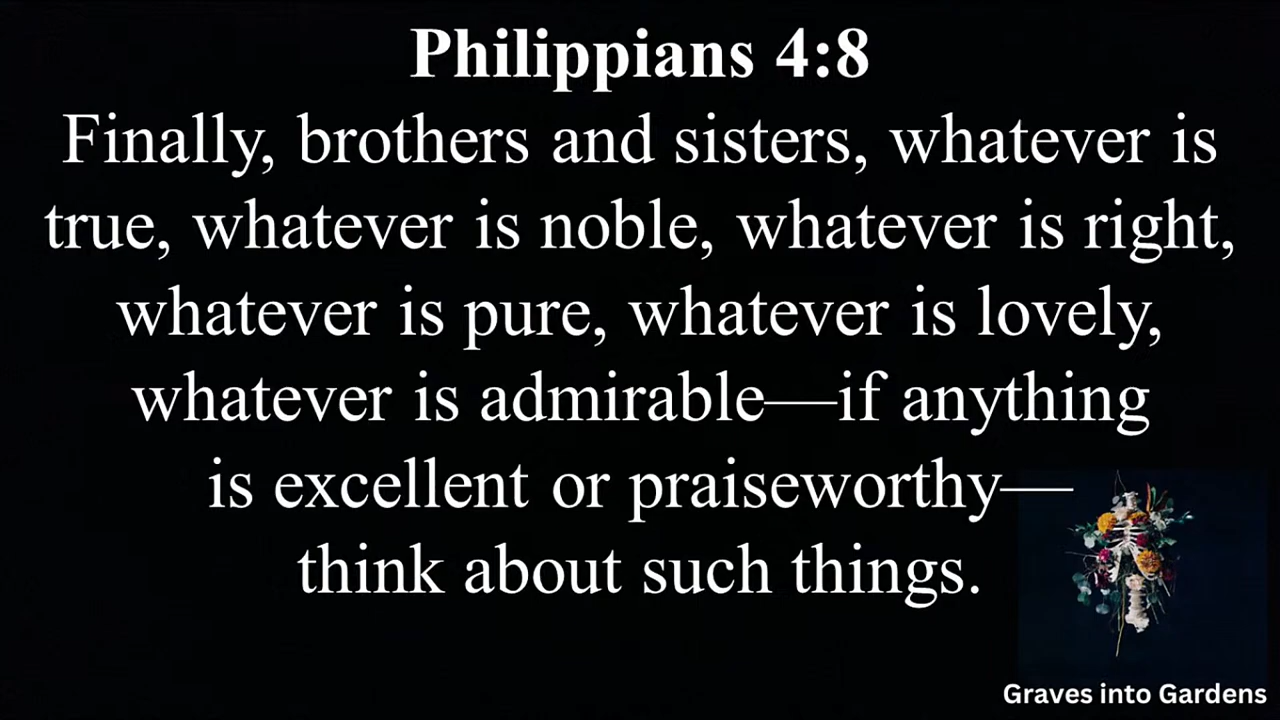 Philippians 4:8
Finally, brothers and sisters, whatever is
true, whatever is noble, whatever is right,
whatever is pure, whatever is lovely,
whatever is admirable—if anything
is excellent or praiseworthy—
think about such things.
Graves into Gardens